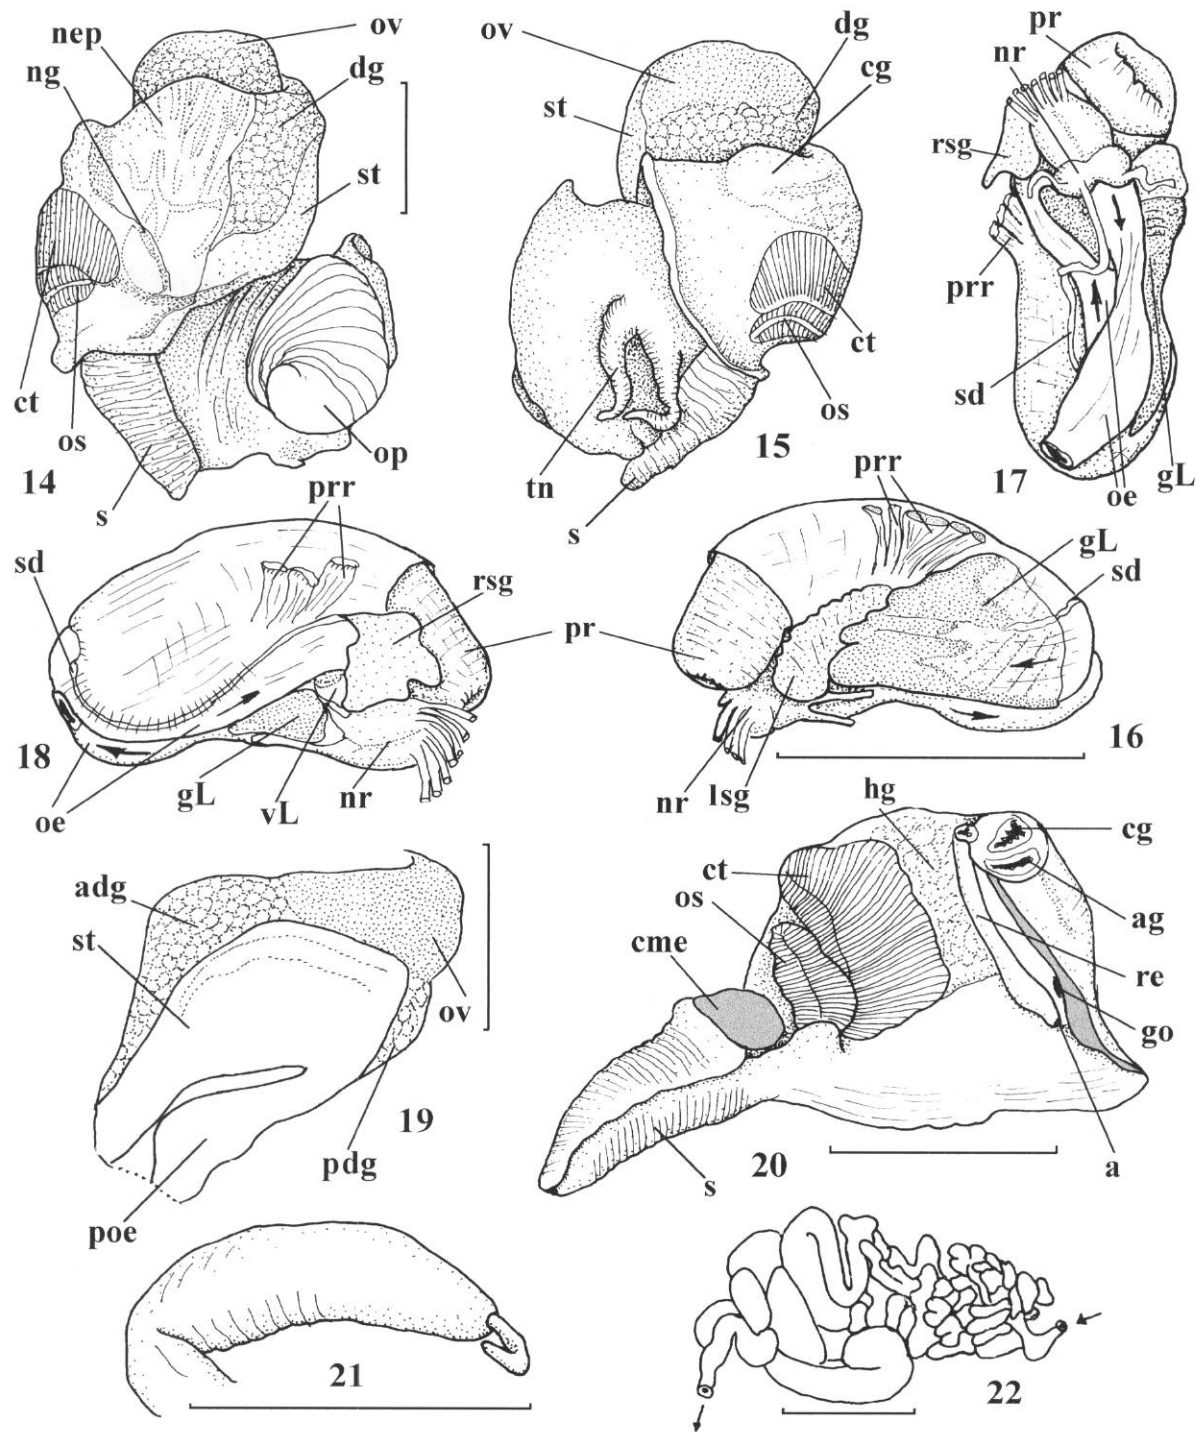 ov
nep
ng
dg
st
ct
os
s
op
14
ov
dg
cg
st
ct
os
tn
s
15
pr
nr
rsg
prr
sd
oe
gL
17
prr
sd
rsg
pr
18
oe
gL
vL
nr
prr
gL
sd
16
nr
lsg
adg
st
ov
19
pdg
poe
hg
cg
ct
os
cme
ag
re
go
20
s
a
21
22